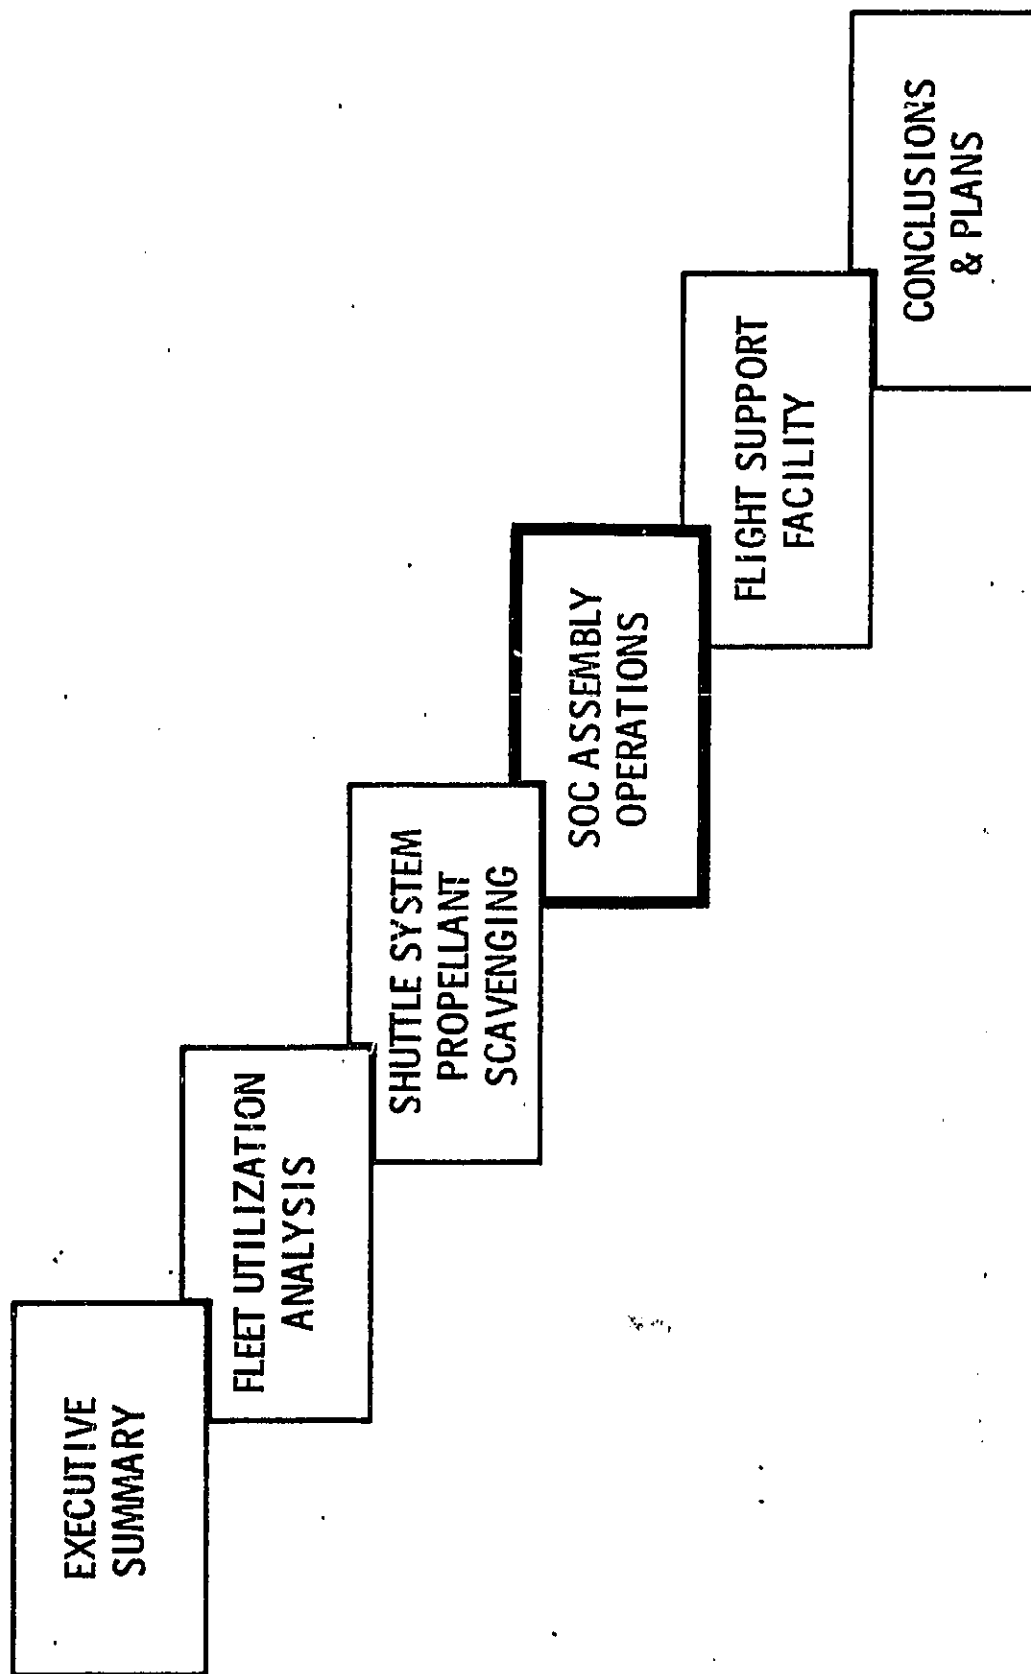 EXECUTIVE
SUMMARY
FLEET UTILIZATION
ANALYSIS
SHUTTLE SYSTEM
PROPELLANT
SCAVENGING
SOC ASSEMBLY
OPERATIONS
FLIGHT SUPPORT
FACILITY
CONCLUSIONS
& PLANS